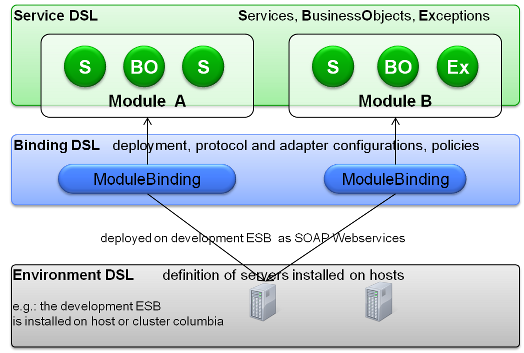 Service DSL Services, BusinessObjects, Exceptions
S BO S S BO Ex
Module A Module B
Binding DSL deployment, protocol and adapter configurations, policies
ModuleBinding ModuleBinding
deployed on development ESB as SOAP Webservices
Environment DSL definition of servers installed on hosts
e.g.: the development ESB
is installed on host or cluster columbia